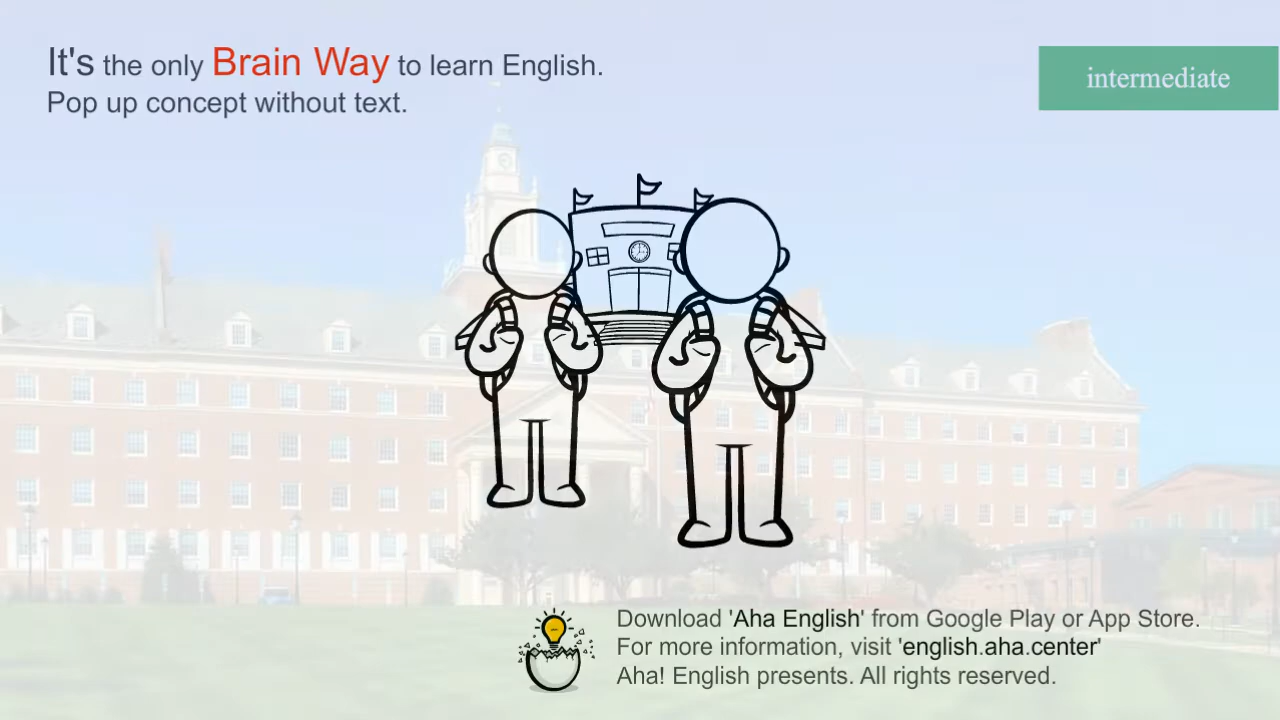 It's the only Brain Way to learn English.
Pop up concept without text.
intermediate
Download 'Aha English' from Google Play or App Store.
For more information, visit 'english.aha.center'
Aha! English presents. All rights reserved.